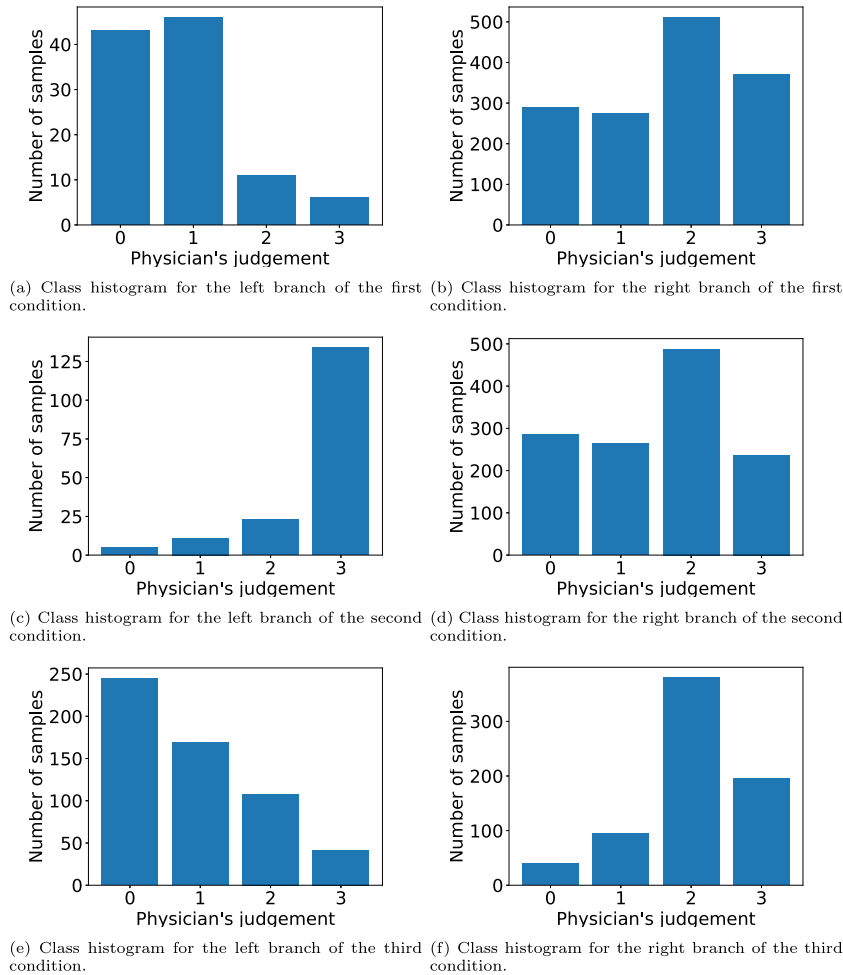 Number of samples
40
30
20
10
0
0 1 2 3
Physician's judgement
(a) Class histogram for the left branch of the first condition.
Number of samples
500
400
300
200
100
0
0 1 2 3
Physician's judgement
(b) Class histogram for the right branch of the first condition.
Number of samples
125
100
75
50
25
0
0 1 2 3
Physician's judgement
(c) Class histogram for the left branch of the second condition.
Number of samples
500
400
300
200
100
0
0 1 2 3
Physician's judgement
(d) Class histogram for the right branch of the second condition.
Number of samples
250
200
150
100
50
0
0 1 2 3
Physician's judgement
(e) Class histogram for the left branch of the third condition.
Number of samples
300
200
100
0
0 1 2 3
Physician's judgement
(f) Class histogram for the right branch of the third condition.